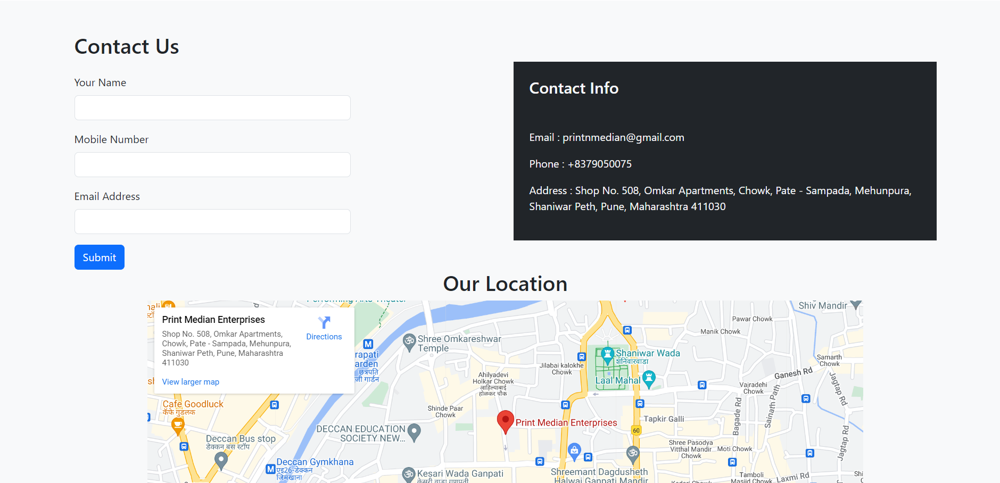 Contact Us
Your Name
Mobile Number
Email Address
Submit
Contact Info
Email : printnmedian@gmail.com
Phone : +8379050075
Address : Shop No. 508, Omkar Apartments, Chowk, Pate - Sampada, Mehunpura,
Shaniwar Peth, Pune, Maharashtra 411030
Our Location
Print Median Enterprises
Shop No. 508, Omkar Apartments,
Chowk, Pate - Sampada, Mehunpura,
Shaniwar Peth, Pune, Maharashtra
411030
Directions
View larger map
Performing Arts Theater
Shiv Mandir
Pawar Chowk
Manik Chowk
Shree Omkareshwar
Temple
M
rapati
arden
छत्रपति
जी गार्डन
Shaniwar Wada
शनिवारवाडा
Samarth
Chowk
Jilabai kalokhe
Chowk
Ganesh Rd
Jagtap Rd
Ahilyadevi
Holkar Chowk
आहिल्याबाई
होळकर चौक
Laal Mahal
Vajradehi
Chowk
Cafe Goodluck
कॅफे गुडलक
Shinde Paar
Chowk
Bagade Rd
Sainath Path
Tapkir Galli
Print Median Enterprises
60
DECCAN EDUCATION
SOCIETY NEW...
Deccan Bus stop
डेक्कन बस स्टॉप
Shree Pasodya
Vitthal Mandir
Chowk
Moti Chowk
Jagtap Rd
M
Deccan Gymkhana
एइ26-डेक्कन
जिमखाना
Kesari Wada Ganpati
केसरी वाडा गणपती
Shreemant Dagdusheth
Halwai Ganpati Mandir
Tamboli
Masjid Chowk
Laxmi Rd